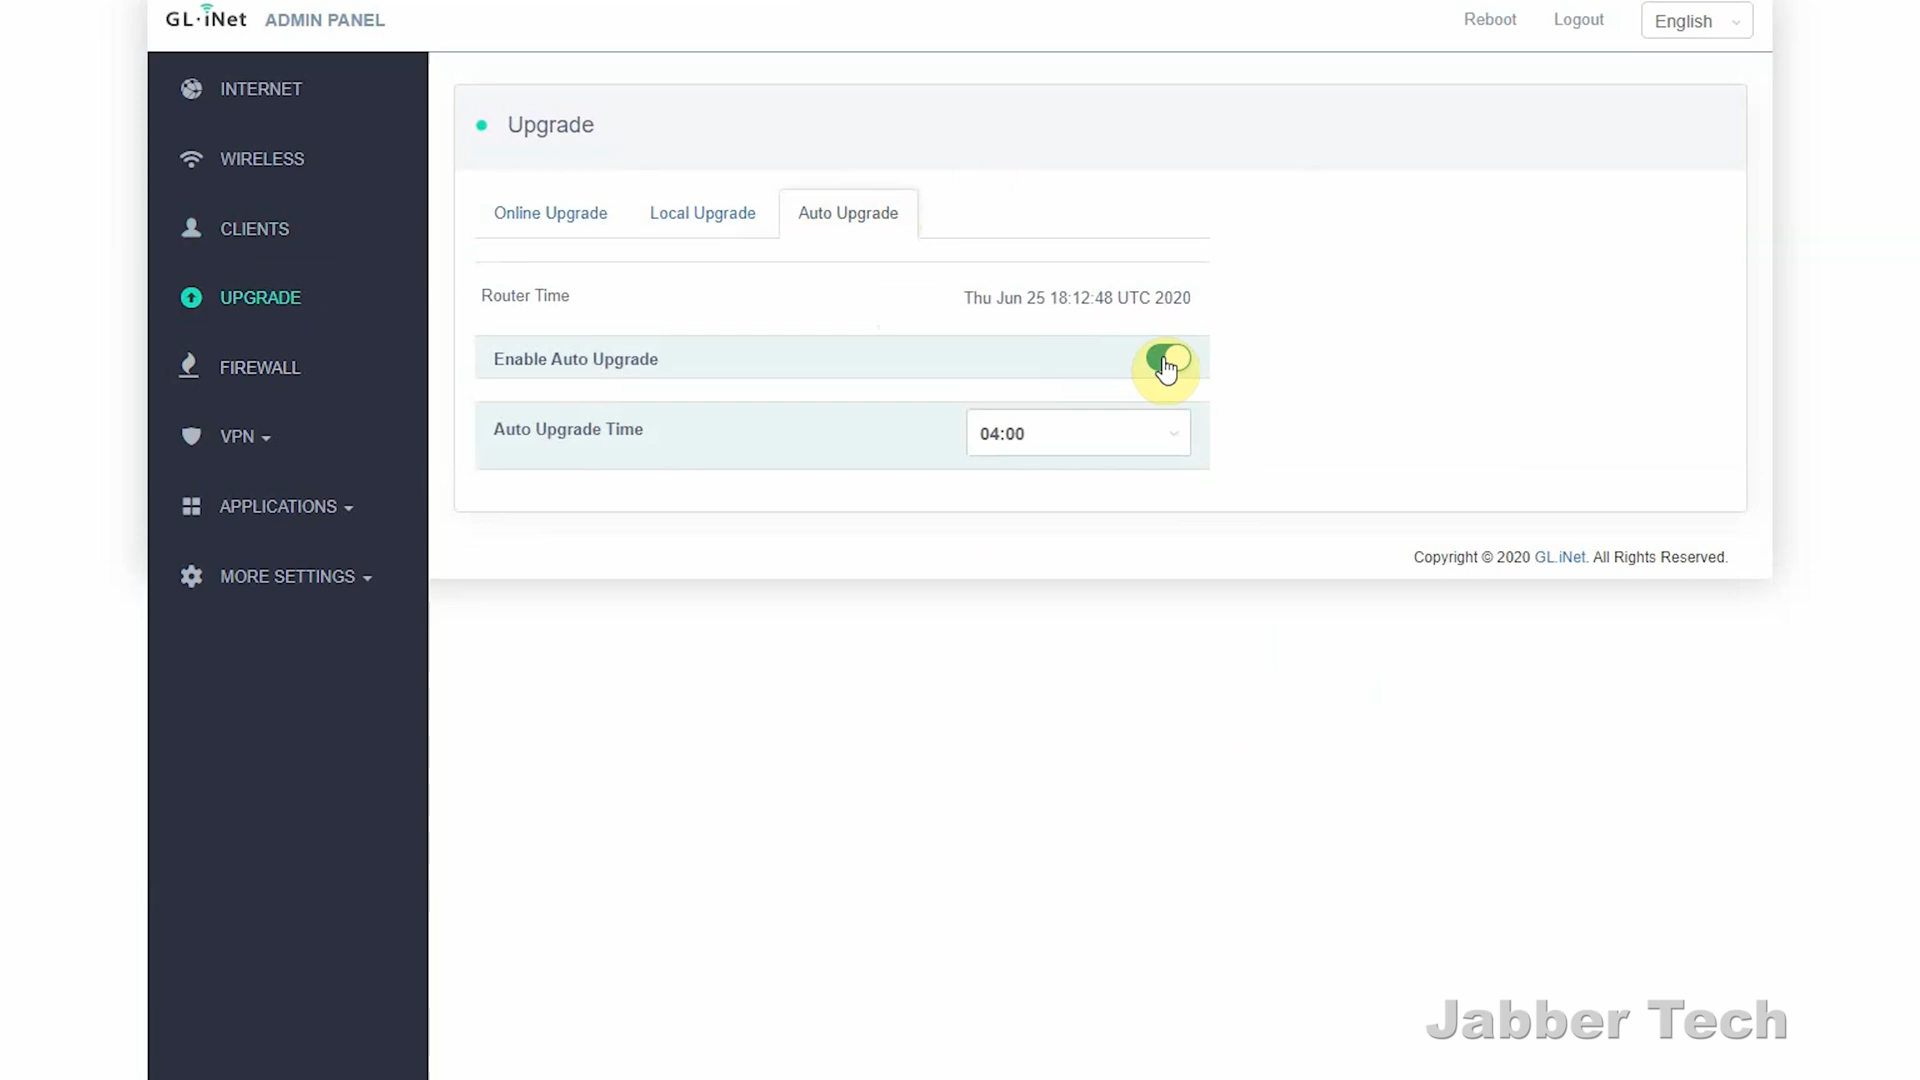 GL·iNet ADMIN PANEL
Reboot
Logout
English
INTERNET
WIRELESS
CLIENTS
UPGRADE
FIREWALL
VPN
APPLICATIONS
MORE SETTINGS
Upgrade
Online Upgrade
Local Upgrade
Auto Upgrade
Router Time
Thu Jun 25 18:12:48 UTC 2020
Enable Auto Upgrade
Auto Upgrade Time
04:00
Copyright © 2020 GL.iNet. All Rights Reserved.
Jabber Tech